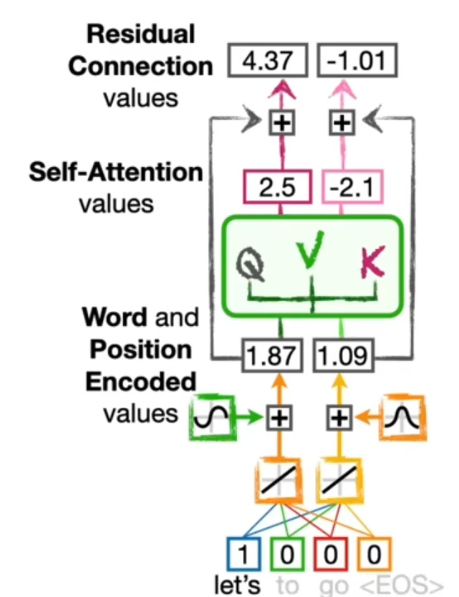 Residual
Connection
values
4.37 -1.01
+ +
Self-Attention
values
2.5 -2.1
Q V K
Word and
Position
Encoded
values
1.87 1.09
+ +
1 0 0 0
let's to go <EOS>